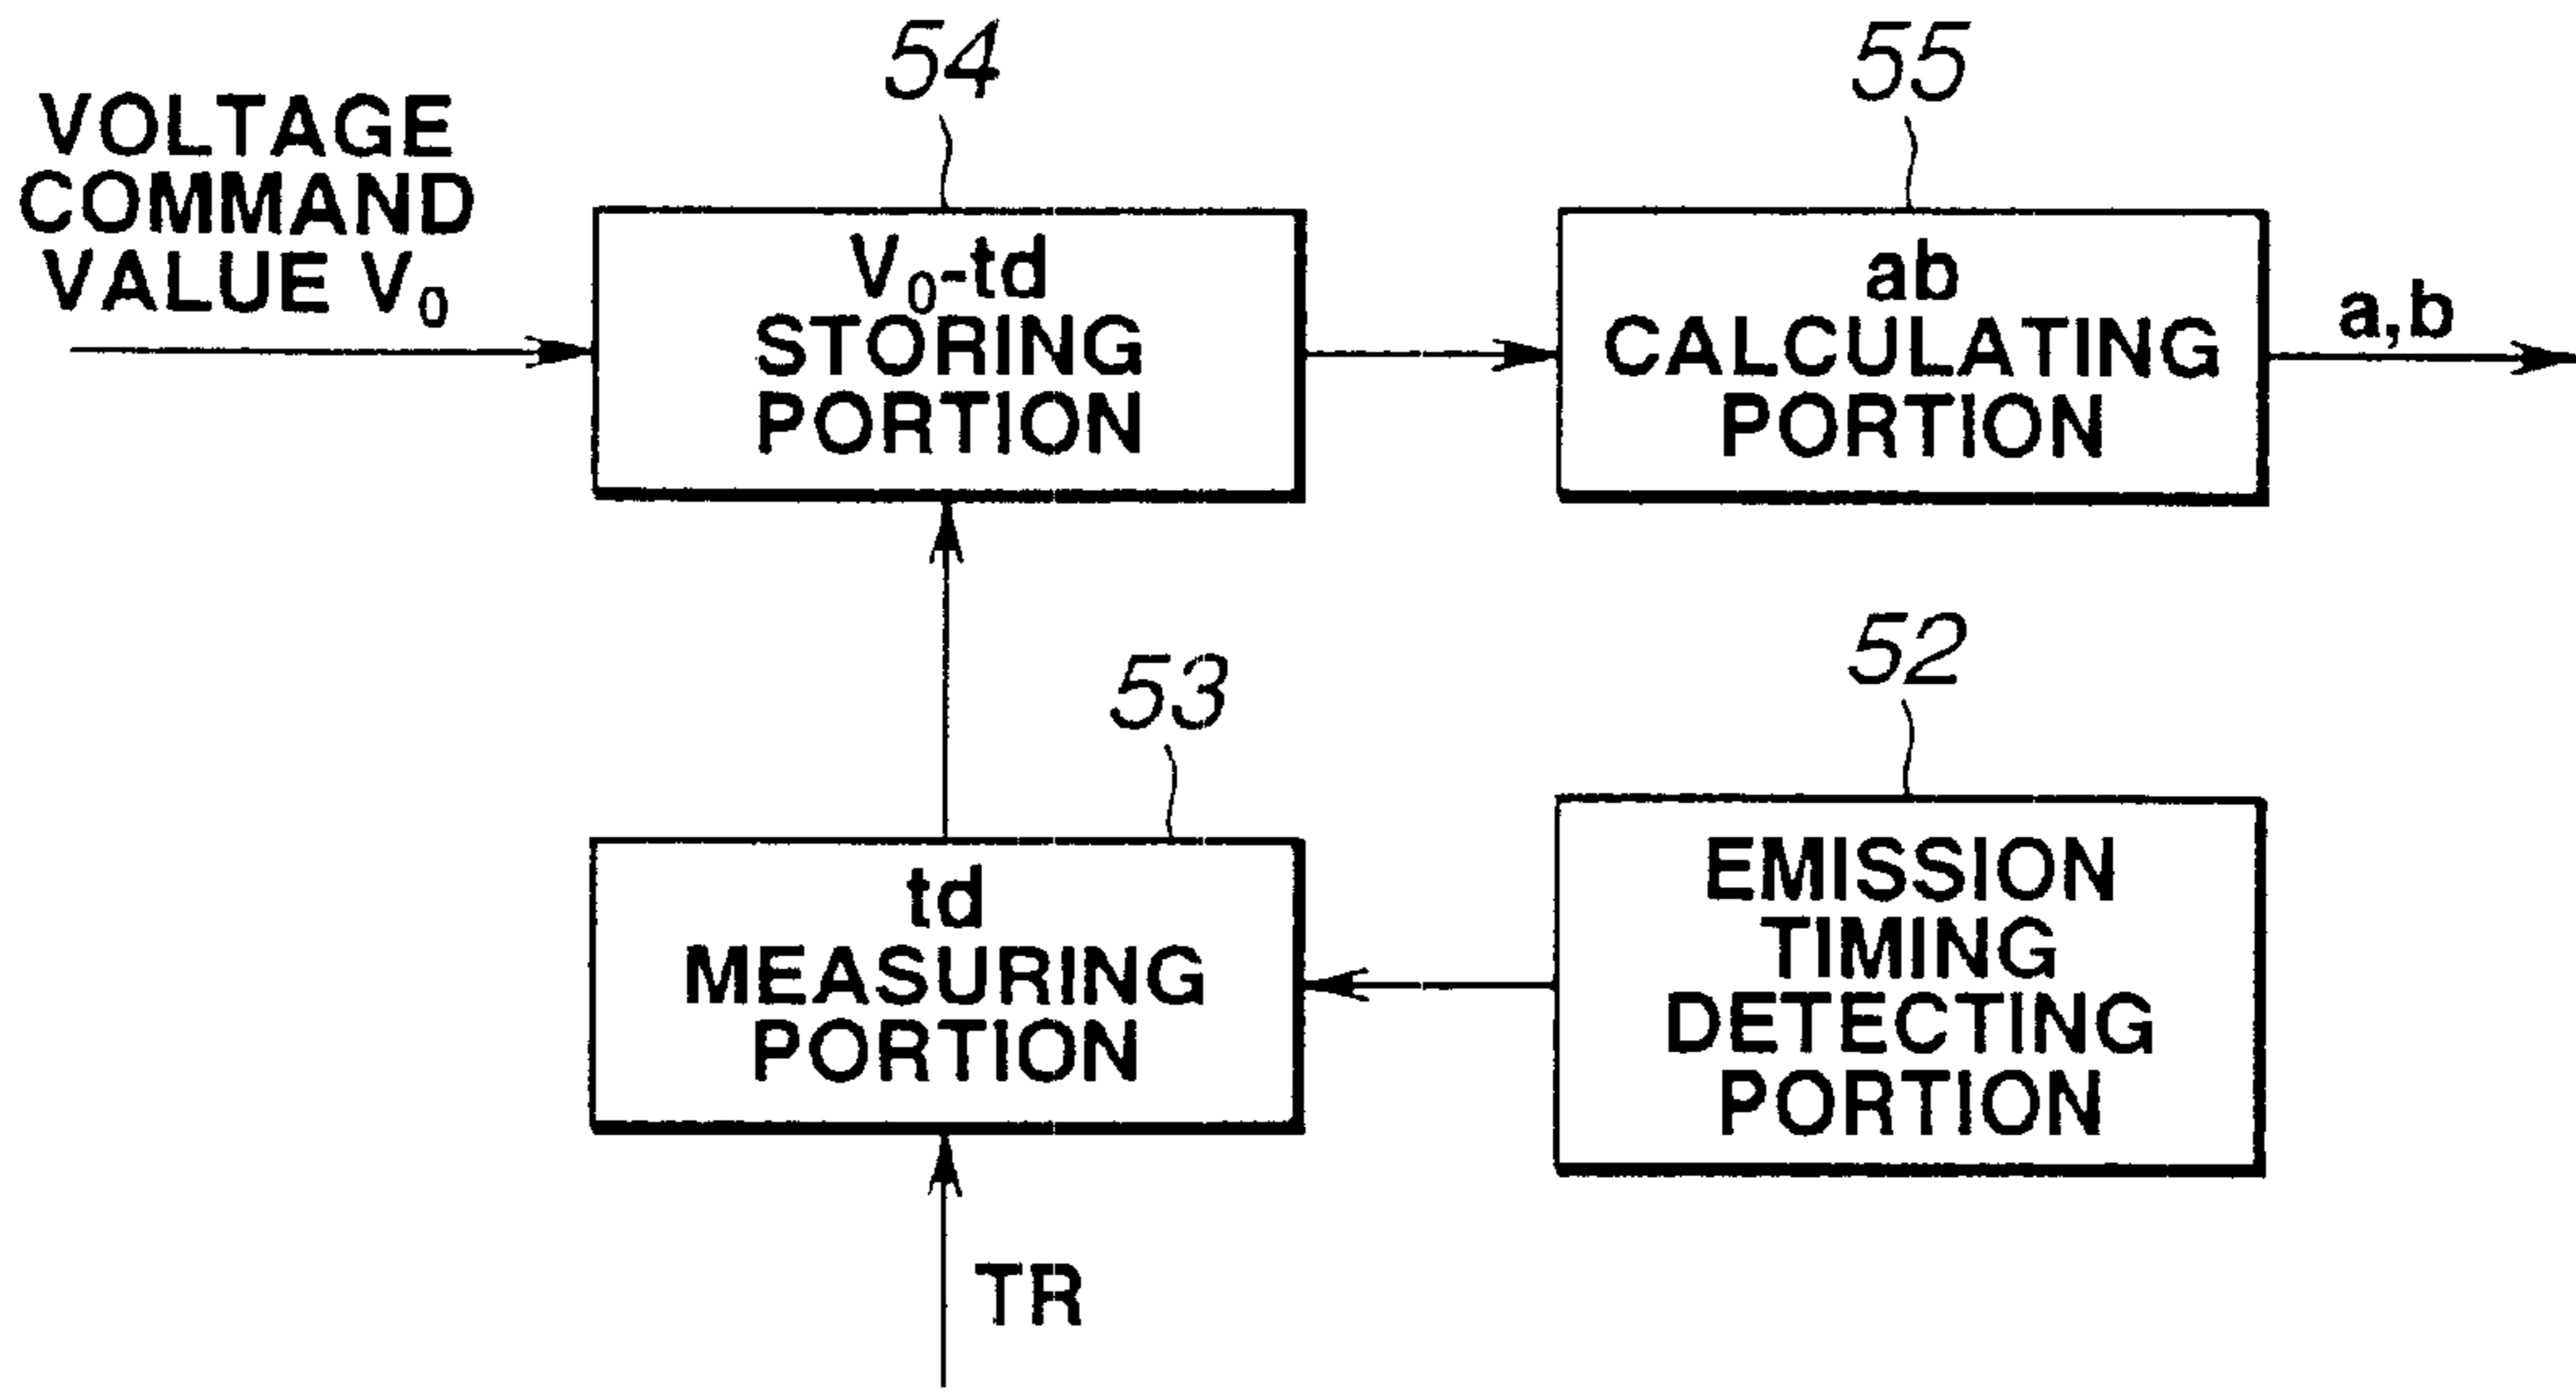 54
55
VOLTAGE
COMMAND
VALUE V₀
V₀-td
STORING
PORTION
ab
CALCULATING
PORTION
a,b
53
52
td
MEASURING
PORTION
EMISSION
TIMING
DETECTING
PORTION
TR